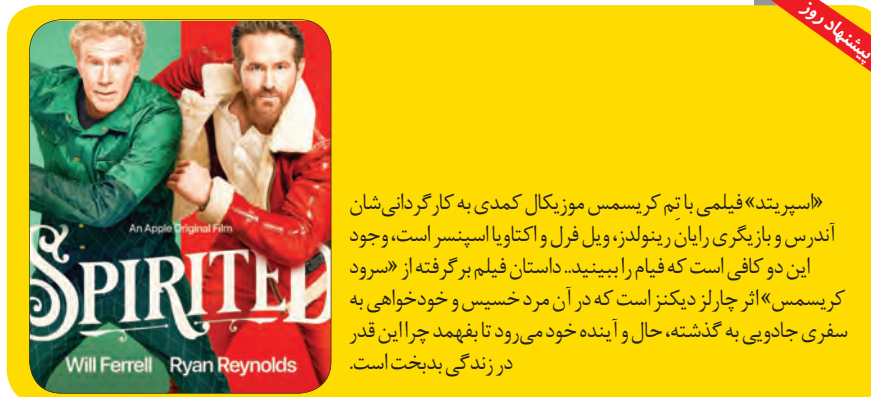 پیشنهاد روز
«اسپریتد» فیلمی با تِم کریسمس موزیکال کمدی به کارگردانی شان
آندرس و بازیگری رایان رینولدز، ویل فرل و اکتاویا اسپنسر است، وجود
این دو کافی است که فیام را ببینید.. داستان فیلم برگرفته از «سرود
کریسمس» اثر چارلز دیکنز است که در آن مرد خسیس و خودخواهی به
سفری جادویی به گذشته، حال و آینده خود می‌رود تا بفهمد چرا این قدر
در زندگی بدبخت است.
An Apple Original Film
SPIRITED
Will Ferrell Ryan Reynolds